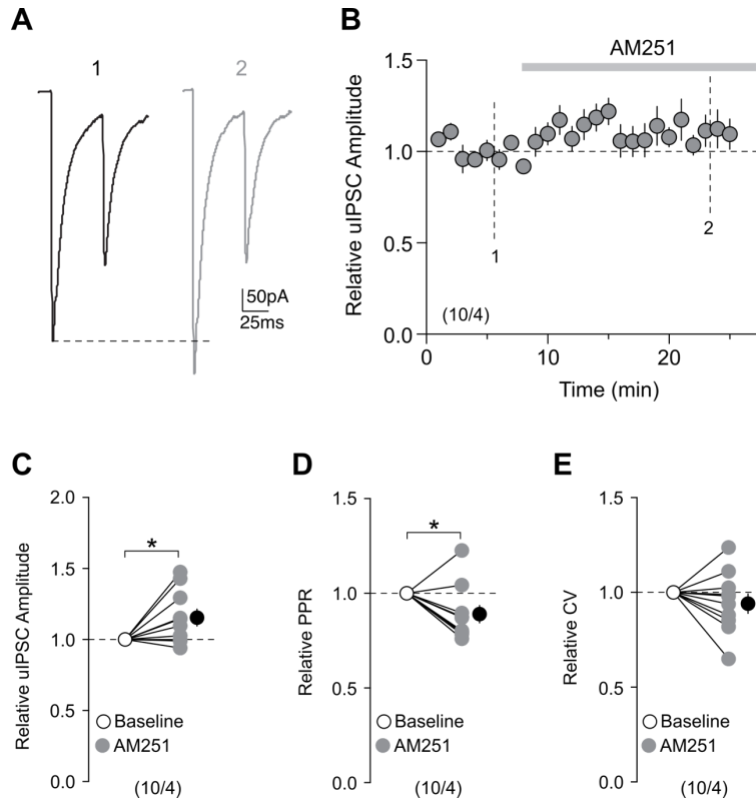 A
1
2
50pA
25ms
B
AM251
Relative uIPSC Amplitude
1.5
1.0
0.5
0.0
1
2
(10/4)
0
10
20
Time (min)
C
Relative uIPSC Amplitude
2.0
1.5
1.0
0.5
0.0
*
Baseline
AM251
(10/4)
D
Relative PPR
1.5
1.0
0.5
0.0
*
Baseline
AM251
(10/4)
E
Relative CV
1.5
1.0
0.5
0.0
Baseline
AM251
(10/4)